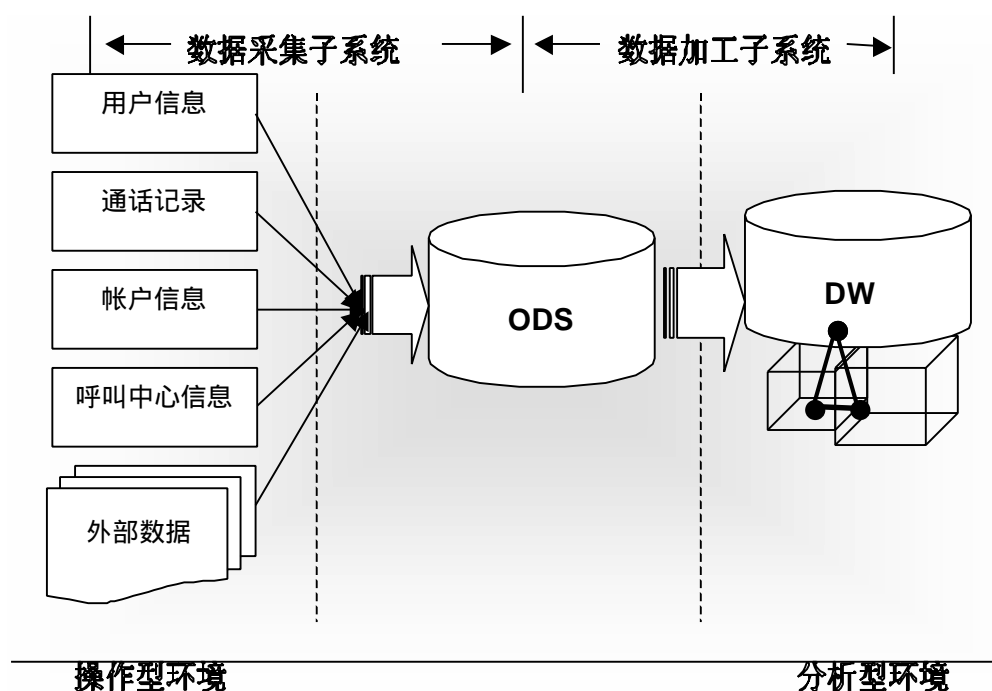 数据采集子系统
数据加工子系统
用户信息
通话记录
帐户信息
呼叫中心信息
外部数据
ODS
DW
操作型环境
分析型环境